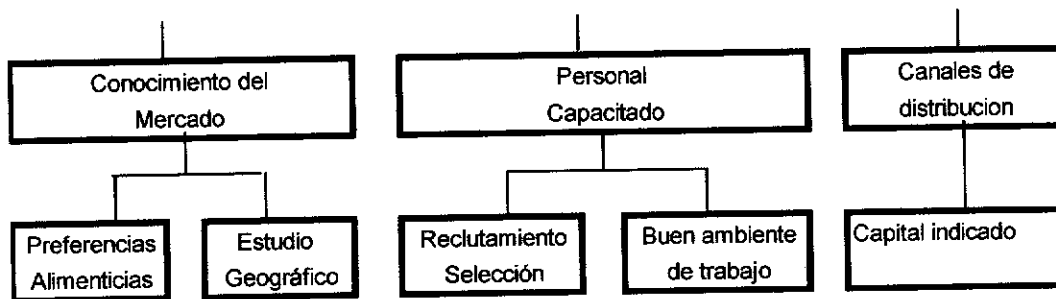 Conocimiento del
Mercado
Personal
Capacitado
Canales de
distribucion
Preferencias
Alimenticias
Estudio
Geográfico
Reclutamiento
Selección
Buen ambiente
de trabajo
Capital indicado